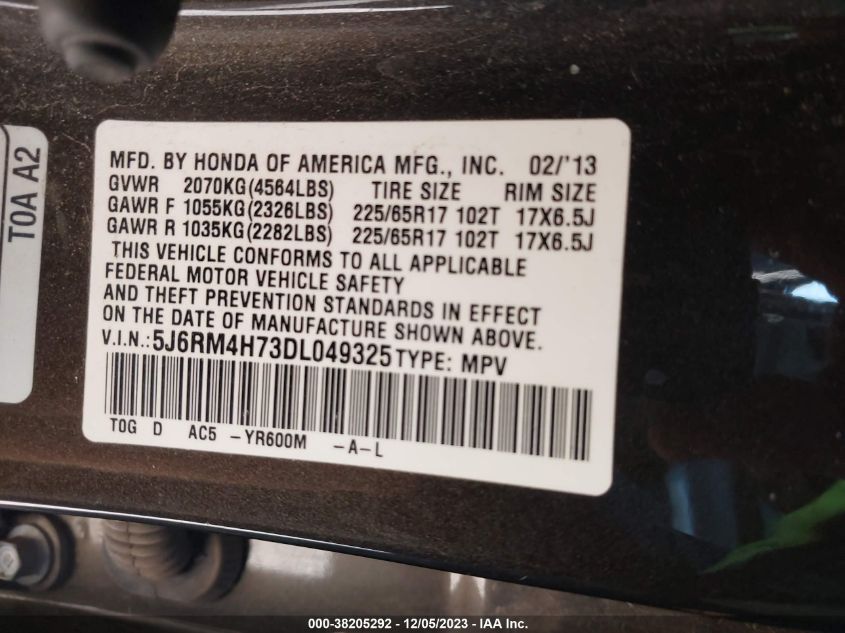 T0A A2
MFD. BY HONDA OF AMERICA MFG., INC. 02/'13
GVWR 2070KG(4564LBS) TIRE SIZE RIM SIZE
GAWR F 1055KG(2326LBS) 225/65R17 102T 17X6.5J
GAWR R 1035KG(2282LBS) 225/65R17 102T 17X6.5J
THIS VEHICLE CONFORMS TO ALL APPLICABLE
FEDERAL MOTOR VEHICLE SAFETY
AND THEFT PREVENTION STANDARDS IN EFFECT
ON THE DATE OF MANUFACTURE SHOWN ABOVE.
V.I.N.: 5J6RM4H73DL049325 TYPE: MPV
T0G D AC5 -YR600M -A-L
000-38205292 - 12/05/2023 - IAA Inc.